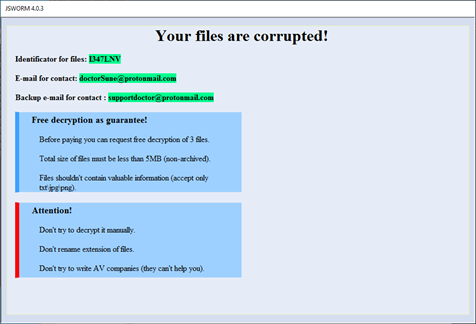 JSWORM 4.0.3
Your files are corrupted!
Identificator for files: I347LNV
E-mail for contact: doctorSune@protonmail.com
Backup e-mail for contact : supportdoctor@protonmail.com
Free decryption as guarantee!
Before paying you can request free decryption of 3 files.
Total size of files must be less than 5MB (non-archived).
Files shouldn't contain valuable information (accept only
txt\jpg\png).
Attention!
Don't try to decrypt it manually.
Don't rename extension of files.
Don't try to write AV companies (they can't help you).